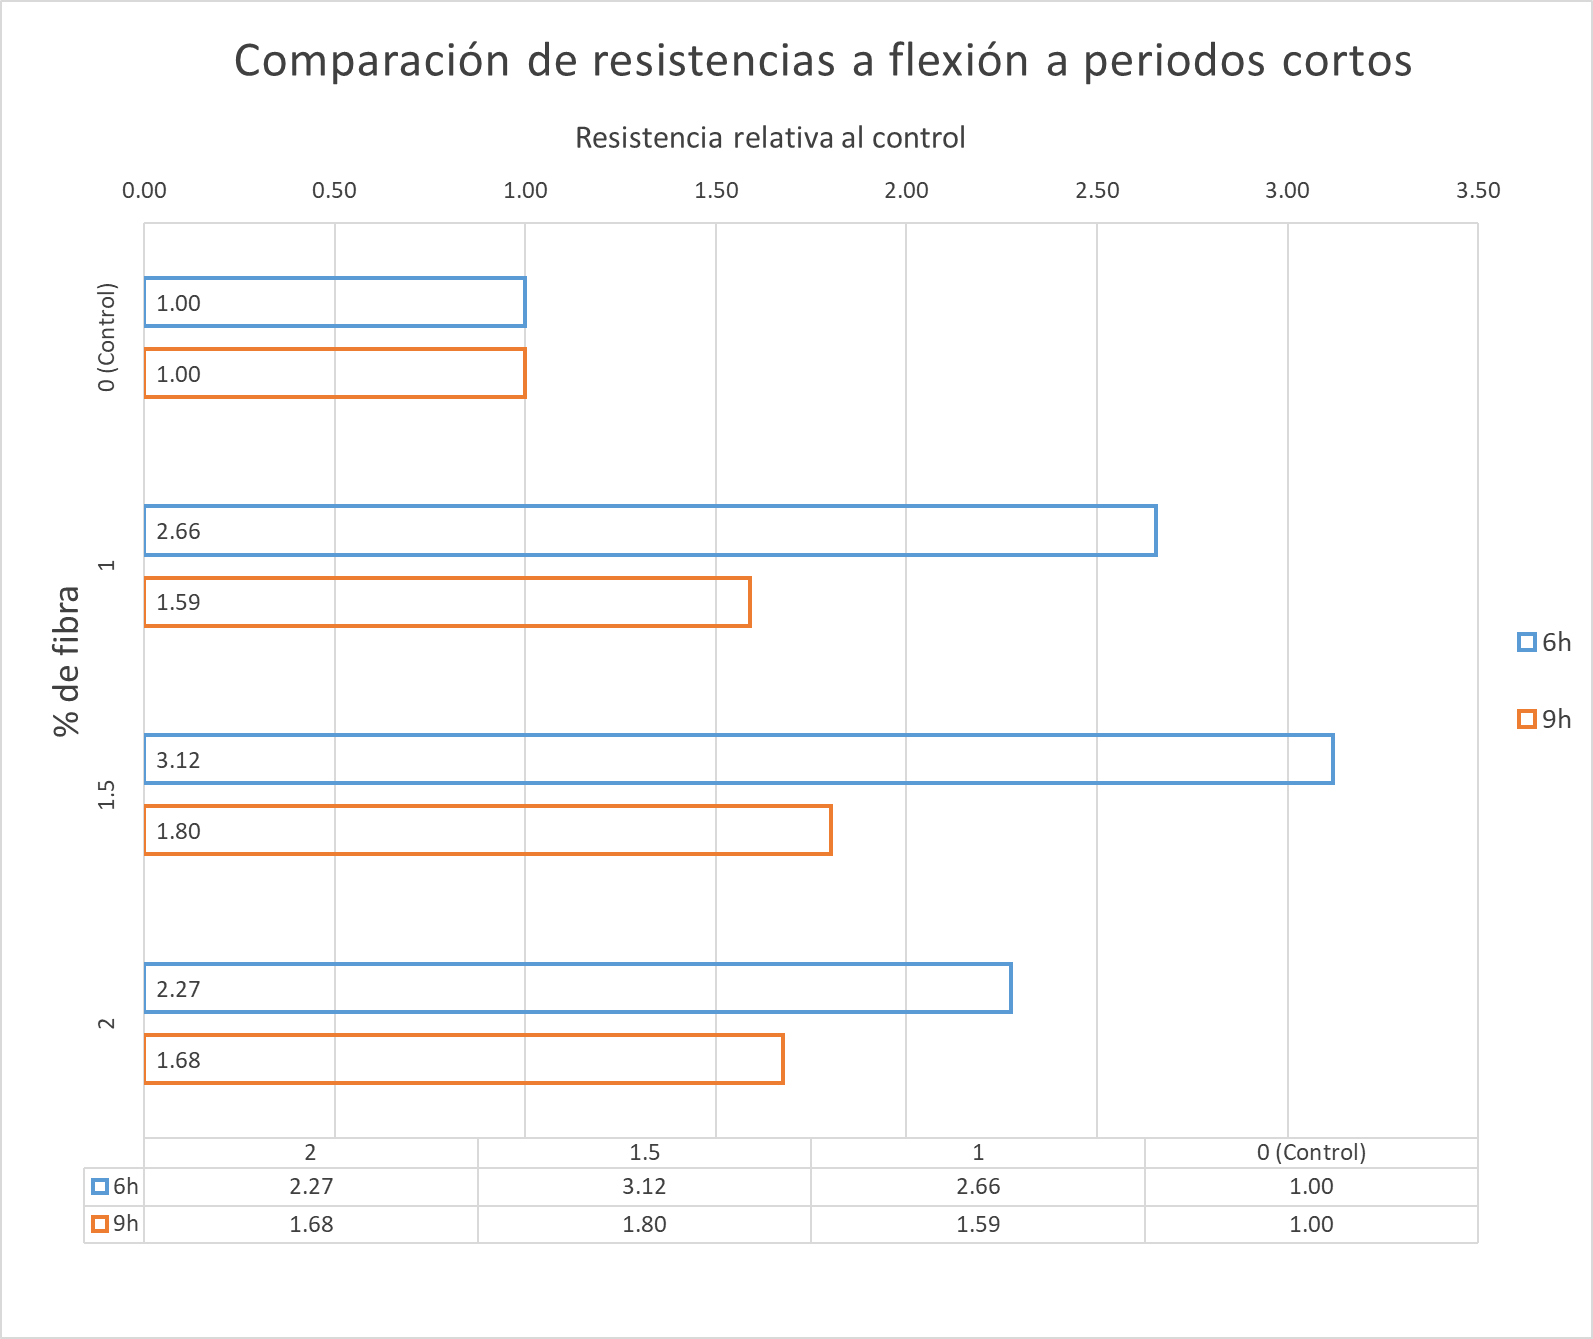 Comparación de resistencias a flexión a periodos cortos
Resistencia relativa al control
0.00 0.50 1.00 1.50 2.00 2.50 3.00 3.50
% de fibra
0 (Control)
1.00
1.00
1
2.66
1.59
1.5
3.12
1.80
2
2.27
1.68
6h
9h
2 1.5 1 0 (Control)
6h 2.27 3.12 2.66 1.00
9h 1.68 1.80 1.59 1.00